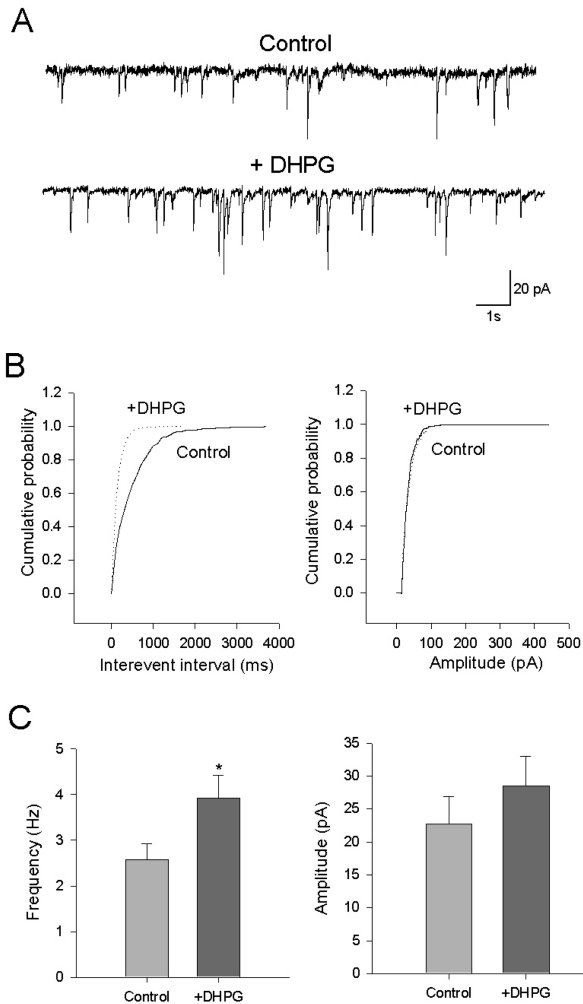 A
Control
+ DHPG
20 pA
1s
B
Cumulative probability
1.2
1.0
0.8
0.6
0.4
0.2
0.0
+DHPG
Control
0 1000 2000 3000 4000
Interevent interval (ms)
Cumulative probability
1.2
1.0
0.8
0.6
0.4
0.2
0.0
+DHPG
Control
0 100 200 300 400 500
Amplitude (pA)
C
Frequency (Hz)
5
4
3
2
1
0
*
Control +DHPG
Amplitude (pA)
35
30
25
20
15
10
5
0
Control +DHPG